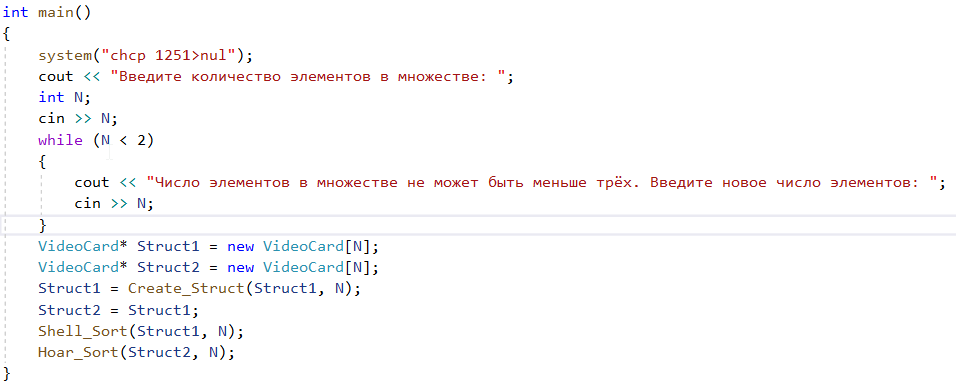 int main()
{
system("chcp 1251>nul");
cout << "Введите количество элементов в множестве: ";
int N;
cin >> N;
while (N < 2)
{
cout << "Число элементов в множестве не может быть меньше трёх. Введите новое число элементов: ";
cin >> N;
}
VideoCard* Struct1 = new VideoCard[N];
VideoCard* Struct2 = new VideoCard[N];
Struct1 = Create_Struct(Struct1, N);
Struct2 = Struct1;
Shell_Sort(Struct1, N);
Hoar_Sort(Struct2, N);
}